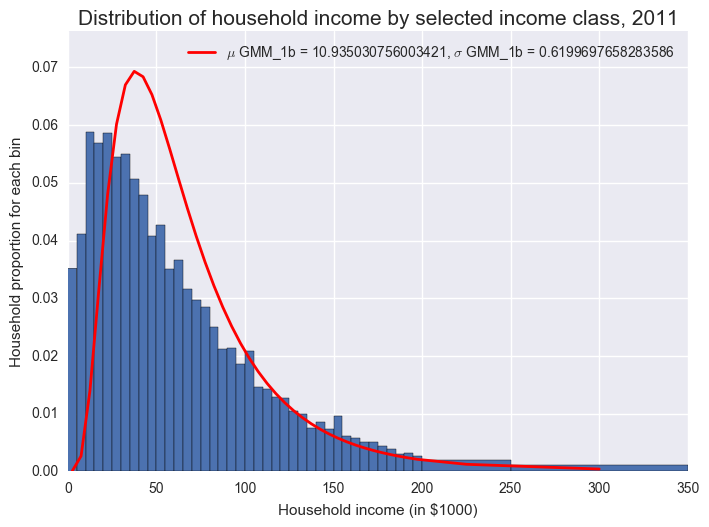 Distribution of household income by selected income class, 2011
μ GMM_1b = 10.935030756003421, σ GMM_1b = 0.6199697658283586
Household proportion for each bin
0.07
0.06
0.05
0.04
0.03
0.02
0.01
0.00
0 50 100 150 200 250 300 350
Household income (in $1000)